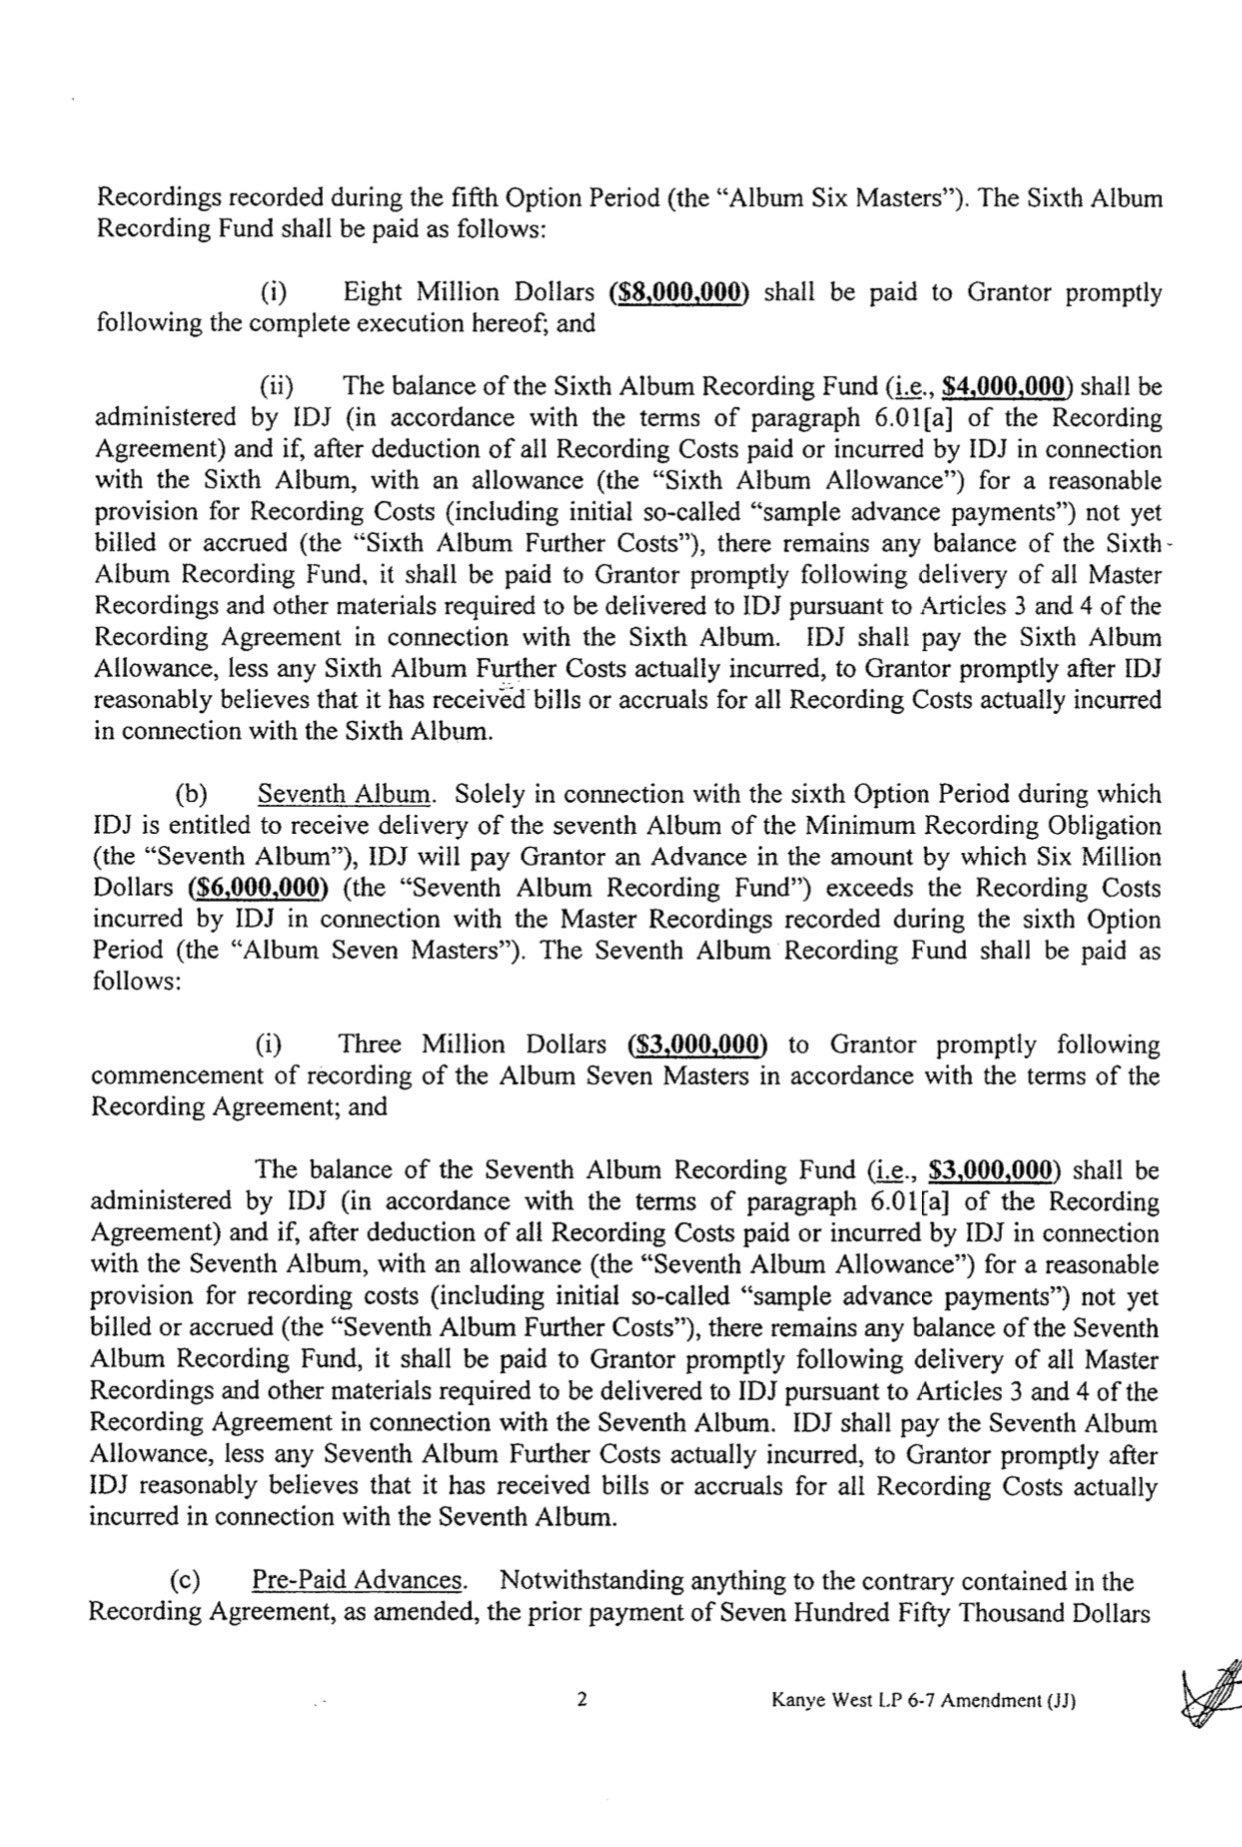 Recordings recorded during the fifth Option Period (the “Album Six Masters”). The Sixth Album
Recording Fund shall be paid as follows:
(i) Eight Million Dollars ($8,000,000) shall be paid to Grantor promptly
following the complete execution hereof; and
(ii) The balance of the Sixth Album Recording Fund (i.e., $4,000,000) shall be
administered by IDJ (in accordance with the terms of paragraph 6.01[a] of the Recording
Agreement) and if, after deduction of all Recording Costs paid or incurred by IDJ in connection
with the Sixth Album, with an allowance (the “Sixth Album Allowance”) for a reasonable
provision for Recording Costs (including initial so-called “sample advance payments”) not yet
billed or accrued (the “Sixth Album Further Costs”), there remains any balance of the Sixth
Album Recording Fund, it shall be paid to Grantor promptly following delivery of all Master
Recordings and other materials required to be delivered to IDJ pursuant to Articles 3 and 4 of the
Recording Agreement in connection with the Sixth Album. IDJ shall pay the Sixth Album
Allowance, less any Sixth Album Further Costs actually incurred, to Grantor promptly after IDJ
reasonably believes that it has received bills or accruals for all Recording Costs actually incurred
in connection with the Sixth Album.
(b) Seventh Album. Solely in connection with the sixth Option Period during which
IDJ is entitled to receive delivery of the seventh Album of the Minimum Recording Obligation
(the “Seventh Album”), IDJ will pay Grantor an Advance in the amount by which Six Million
Dollars ($6,000,000) (the “Seventh Album Recording Fund”) exceeds the Recording Costs
incurred by IDJ in connection with the Master Recordings recorded during the sixth Option
Period (the “Album Seven Masters”). The Seventh Album Recording Fund shall be paid as
follows:
(i) Three Million Dollars ($3,000,000) to Grantor promptly following
commencement of recording of the Album Seven Masters in accordance with the terms of the
Recording Agreement; and
The balance of the Seventh Album Recording Fund (i.e., $3,000,000) shall be
administered by IDJ (in accordance with the terms of paragraph 6.01[a] of the Recording
Agreement) and if, after deduction of all Recording Costs paid or incurred by IDJ in connection
with the Seventh Album, with an allowance (the “Seventh Album Allowance”) for a reasonable
provision for recording costs (including initial so-called “sample advance payments”) not yet
billed or accrued (the “Seventh Album Further Costs”), there remains any balance of the Seventh
Album Recording Fund, it shall be paid to Grantor promptly following delivery of all Master
Recordings and other materials required to be delivered to IDJ pursuant to Articles 3 and 4 of the
Recording Agreement in connection with the Seventh Album. IDJ shall pay the Seventh Album
Allowance, less any Seventh Album Further Costs actually incurred, to Grantor promptly after
IDJ reasonably believes that it has received bills or accruals for all Recording Costs actually
incurred in connection with the Seventh Album.
(c) Pre-Paid Advances. Notwithstanding anything to the contrary contained in the
Recording Agreement, as amended, the prior payment of Seven Hundred Fifty Thousand Dollars
2 Kanye West LP 6-7 Amendment (JJ)